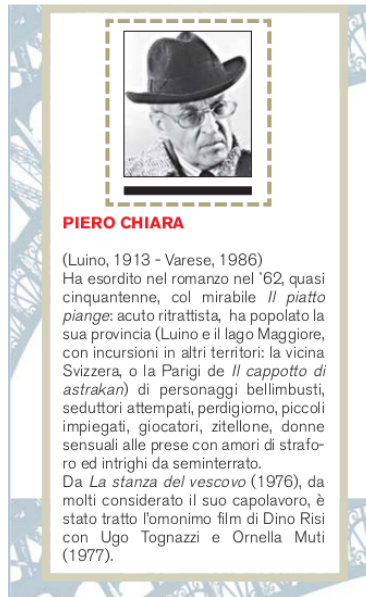 PIERO CHIARA
(Luino, 1913 - Varese, 1986)
Ha esordito nel romanzo nel ’62, quasi
cinquantenne, col mirabile Il piatto
piange: acuto ritrattista, ha popolato la
sua provincia (Luino e il lago Maggiore,
con incursioni in altri territori: la vicina
Svizzera, o la Parigi de Il cappotto di
astrakan) di personaggi bellimbusti,
seduttori attempati, perdigiorno, piccoli
impiegati, giocatori, zitellone, donne
sensuali alle prese con amori di strafo-
ro ed intrighi da seminterrato.
Da La stanza del vescovo (1976), da
molti considerato il suo capolavoro, è
stato tratto l’omonimo film di Dino Risi
con Ugo Tognazzi e Ornella Muti
(1977).